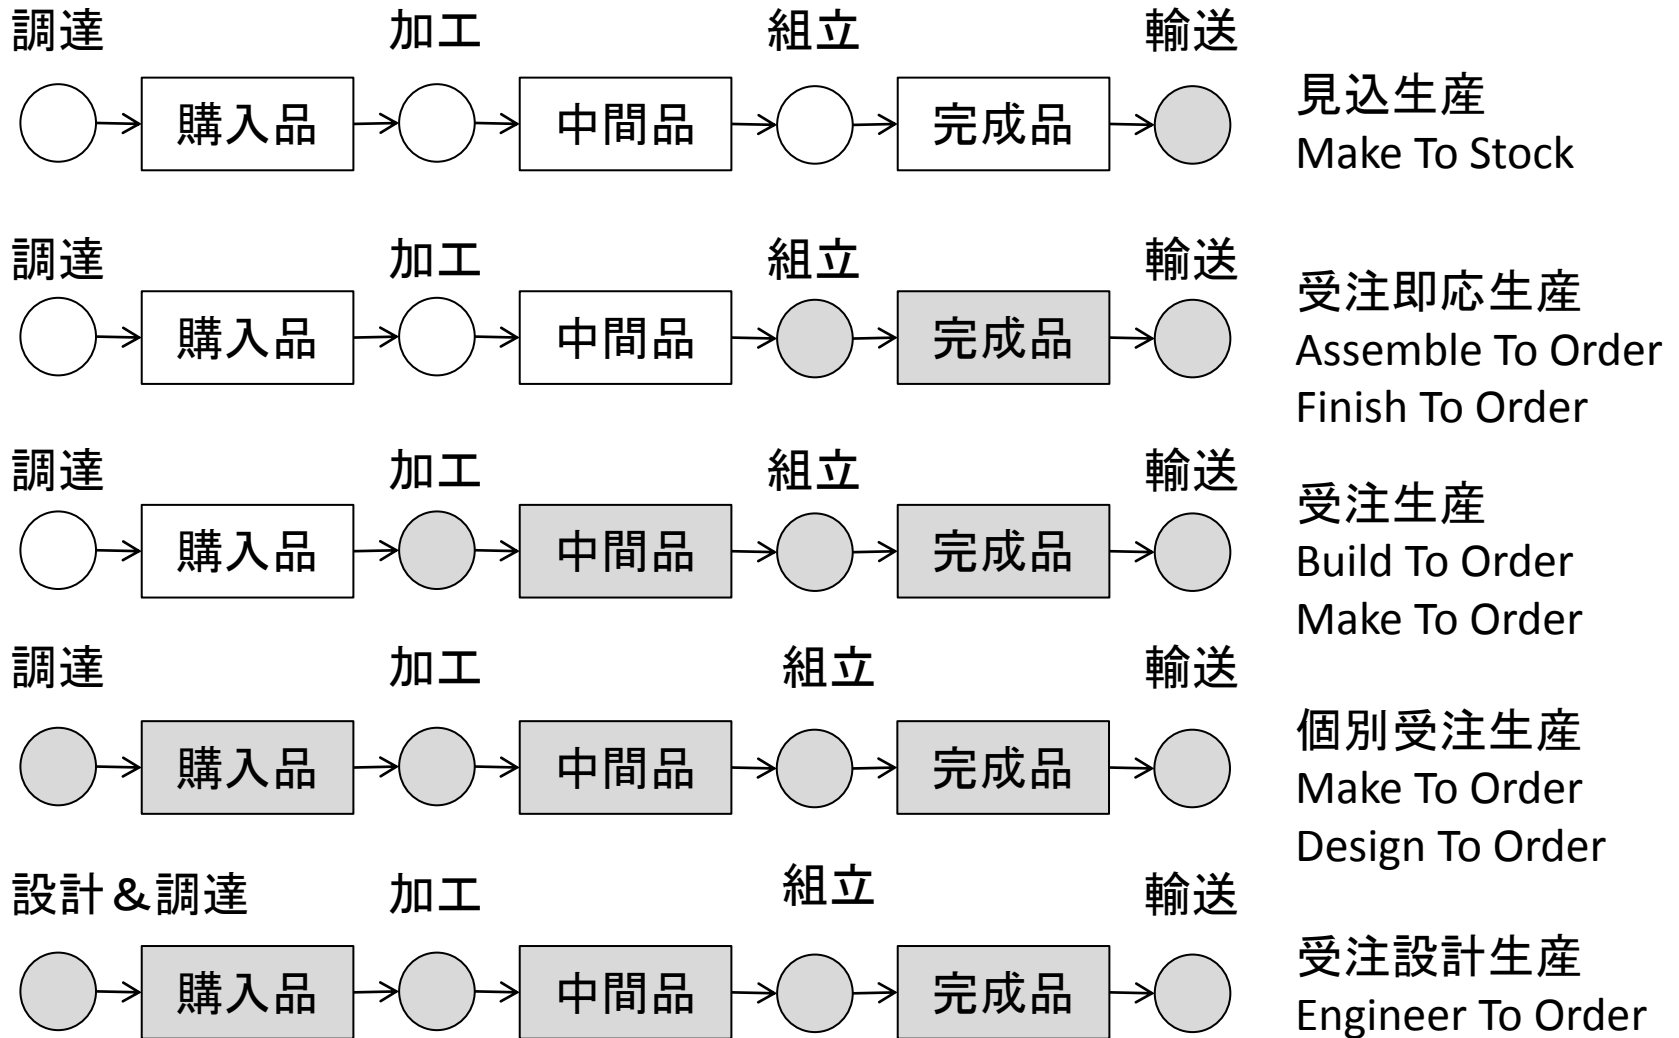 調達 加工 組立 輸送
購入品 中間品 完成品
見込生産
Make To Stock
調達 加工 組立 輸送
購入品 中間品 完成品
受注即応生産
Assemble To Order
Finish To Order
調達 加工 組立 輸送
購入品 中間品 完成品
受注生産
Build To Order
Make To Order
調達 加工 組立 輸送
購入品 中間品 完成品
個別受注生産
Make To Order
Design To Order
設計＆調達 加工 組立 輸送
購入品 中間品 完成品
受注設計生産
Engineer To Order